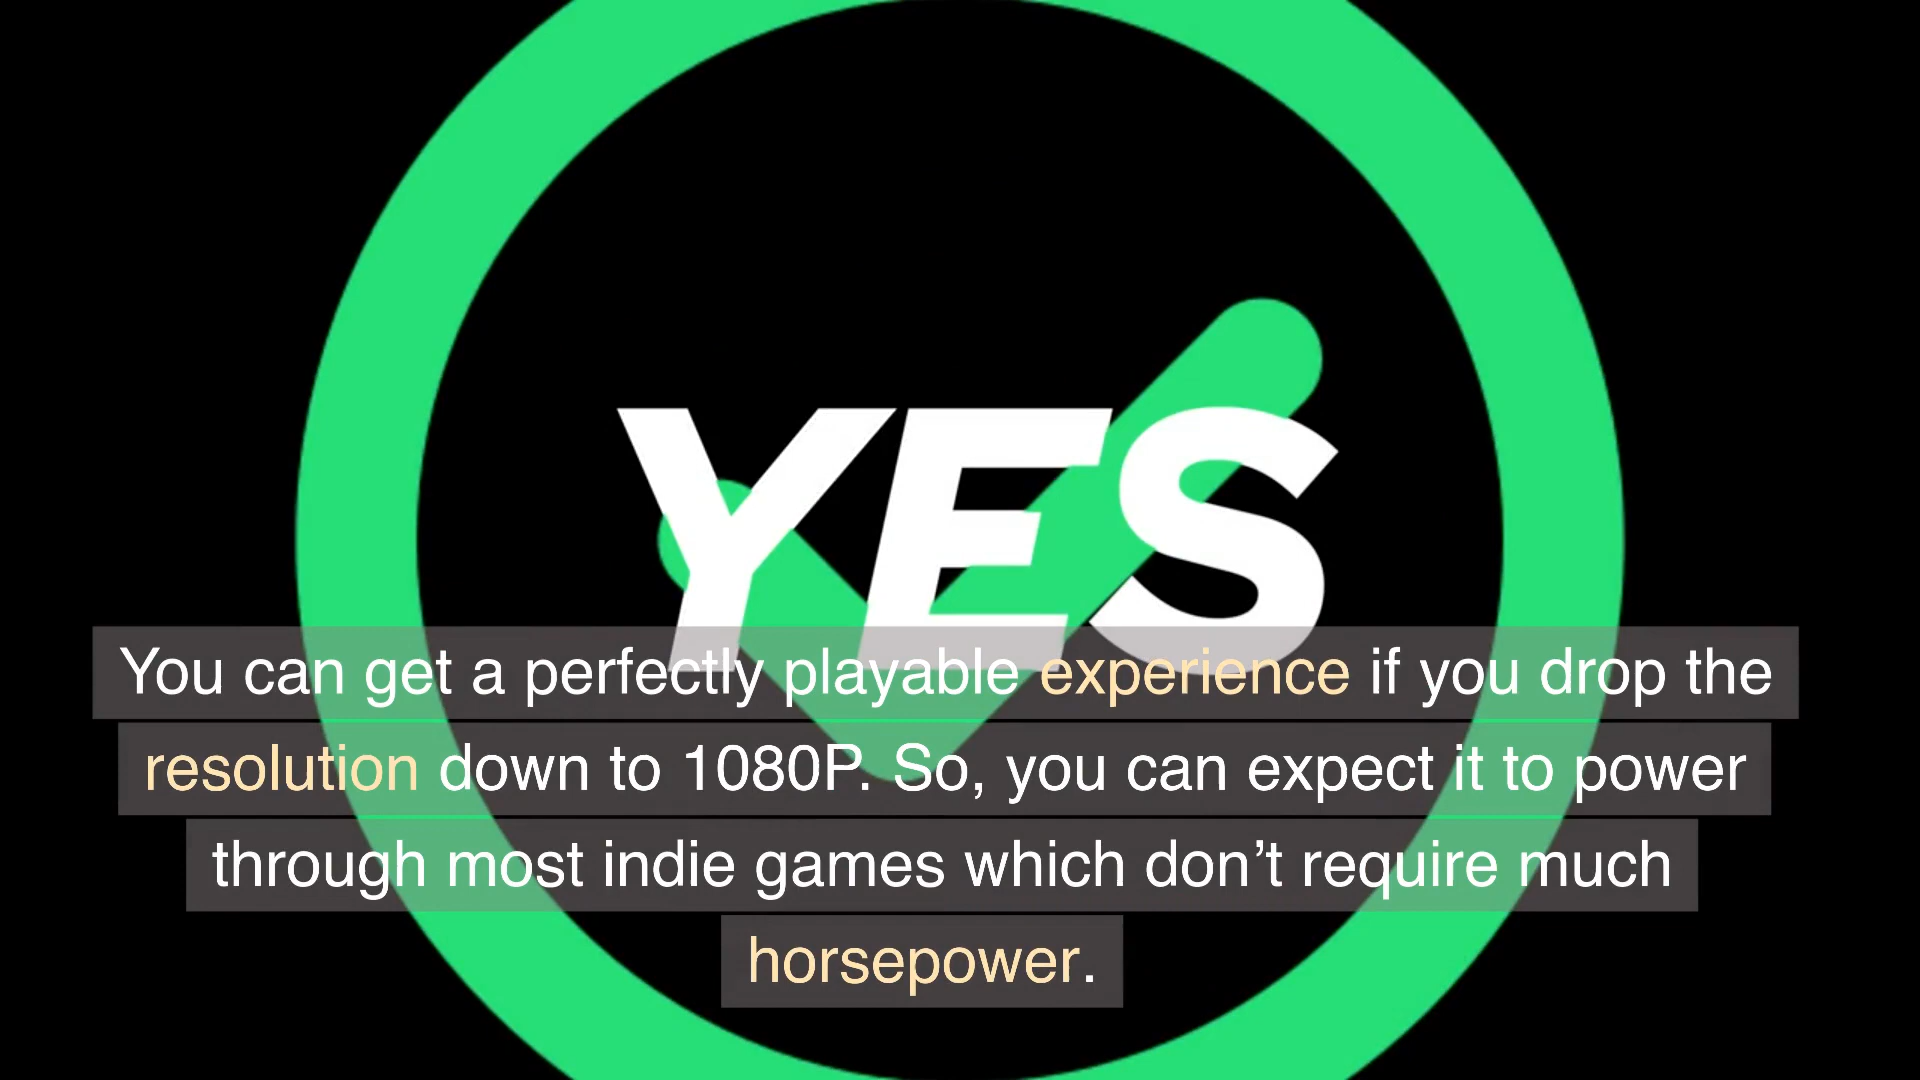 YES
You can get a perfectly playable experience if you drop the
resolution down to 1080P. So, you can expect it to power
through most indie games which don’t require much
horsepower.